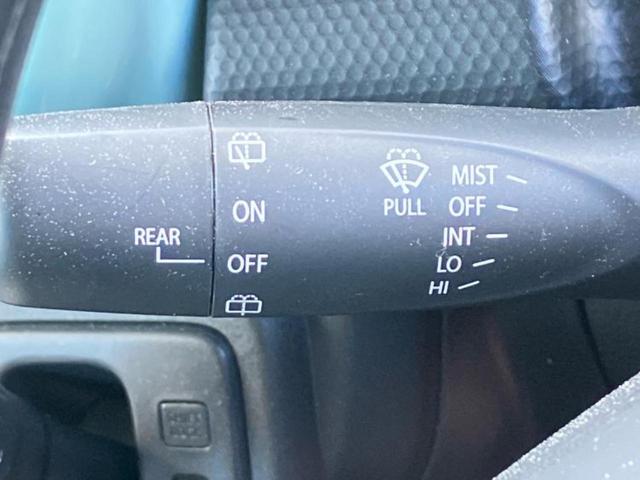 REAR
ON
OFF
PULL
MIST
OFF
INT
LO
HI
SHIFT
LOCK